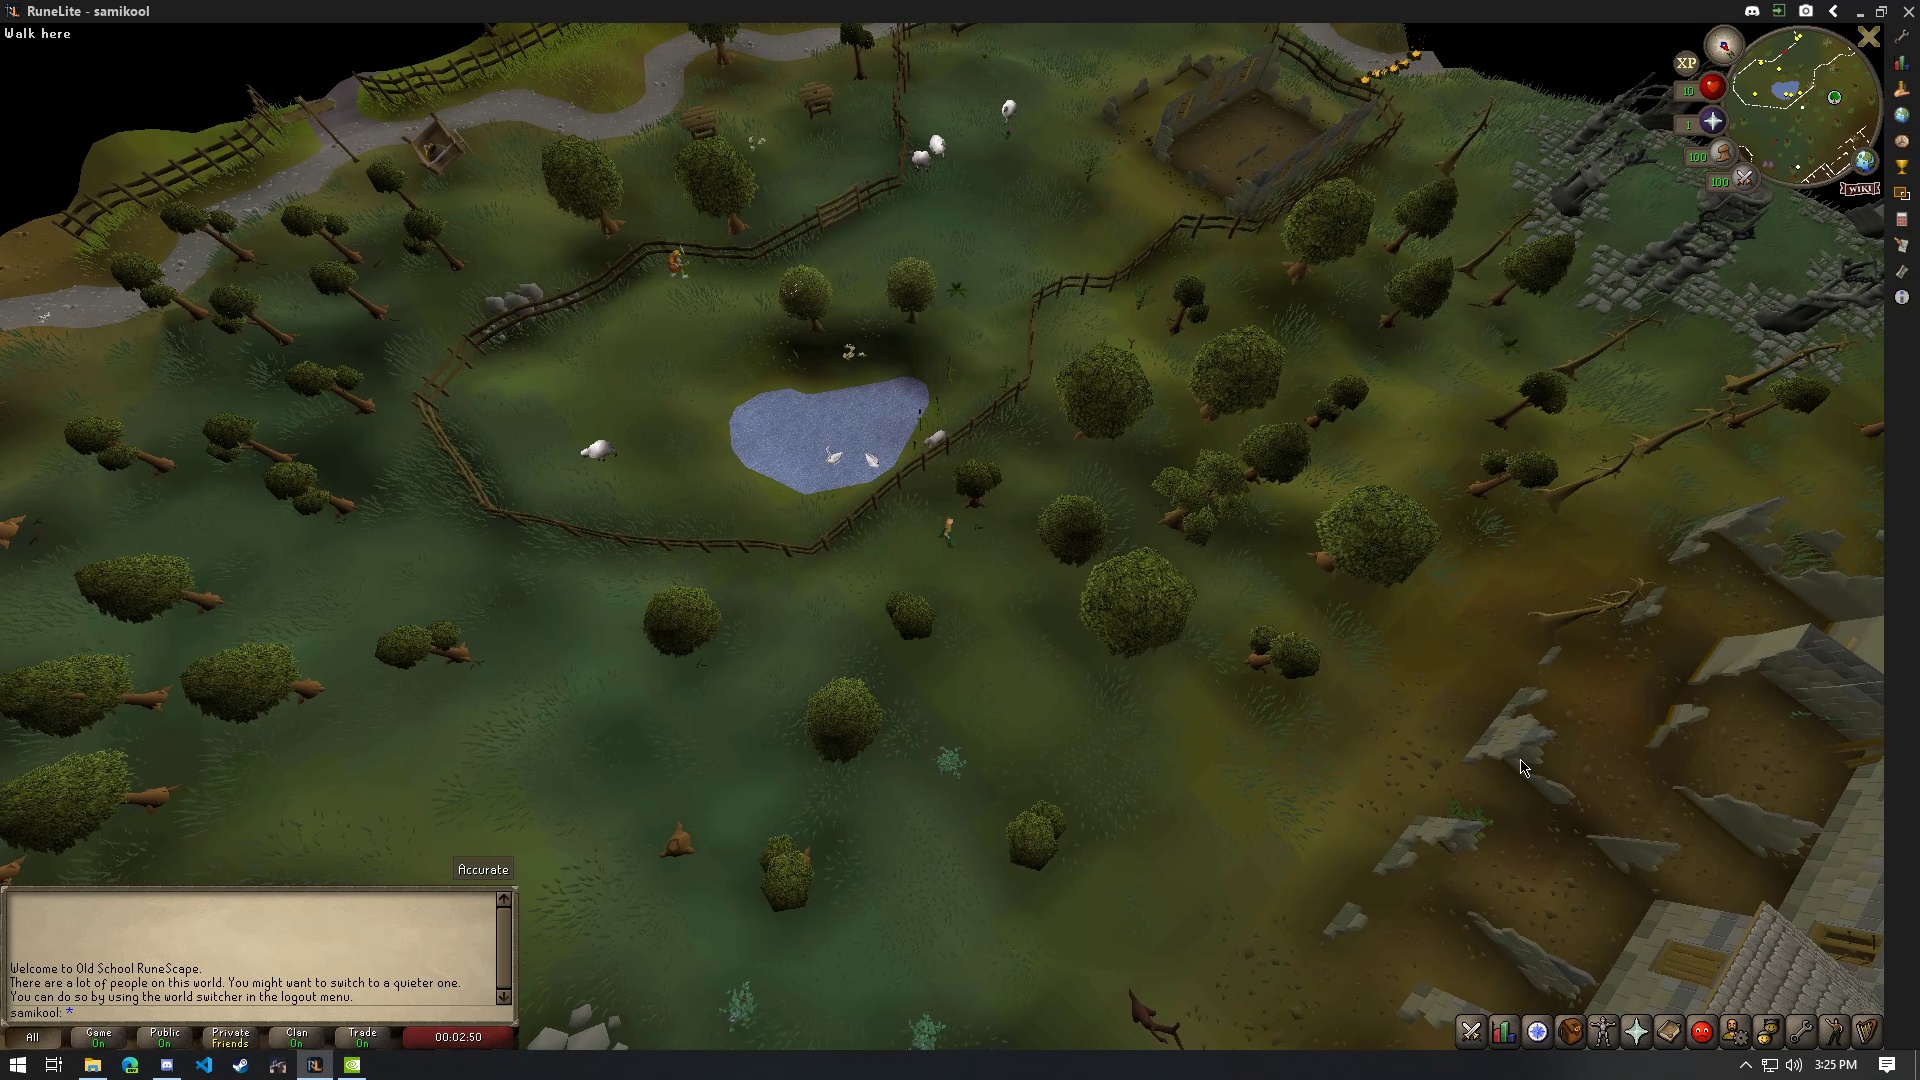 RuneLite - samikool
Walk here
XP
10
1
100
100
WIKI
Accurate
Welcome to Old School RuneScape.
There are a lot of people on this world. You might want to switch to a quieter one.
You can do so by using the world switcher in the logout menu.
samikool: *
All
Game
On
Public
On
Private
Friends
Clan
On
Trade
On
00:02:50
3:25 PM